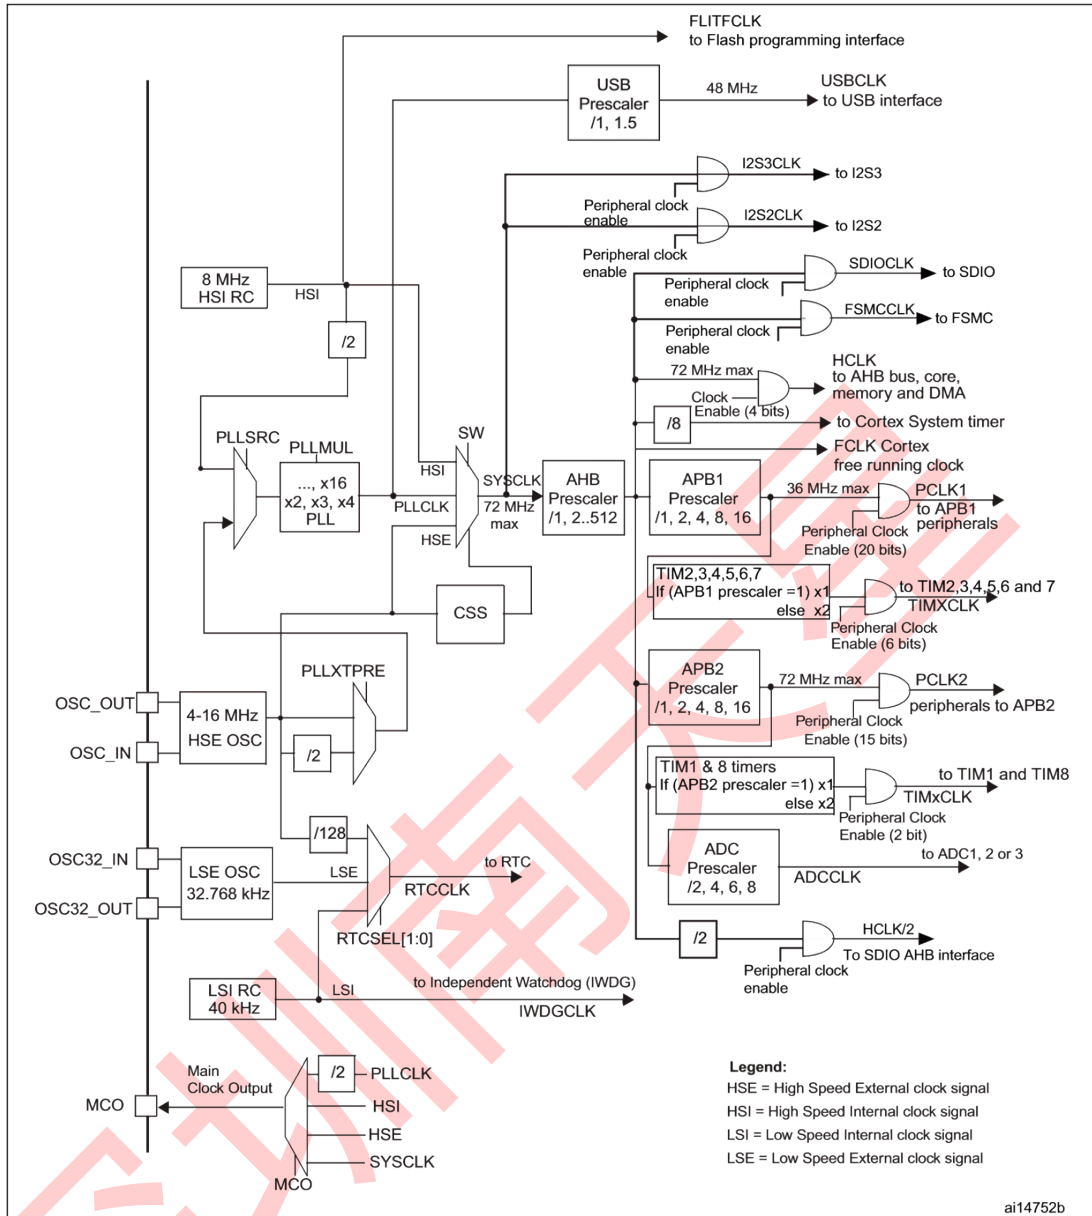 FLITFCLK
to Flash programming interface
USB
Prescaler
/1, 1.5
48 MHz
USBCLK
to USB interface
I2S3CLK
to I2S3
Peripheral clock
enable
I2S2CLK
to I2S2
Peripheral clock
enable
8 MHz
HSI RC
HSI
SDIOCLK
to SDIO
Peripheral clock
enable
FSMCCLK
to FSMC
Peripheral clock
enable
/2
HCLK
to AHB bus, core,
memory and DMA
72 MHz max
Clock
Enable (4 bits)
/8
to Cortex System timer
FCLK Cortex
free running clock
PLLSRC
PLLMUL
..., x16
x2, x3, x4
PLL
SW
HSI
PLLCLK
HSE
SYSCLK
72 MHz
max
AHB
Prescaler
/1, 2..512
APB1
Prescaler
/1, 2, 4, 8, 16
36 MHz max
PCLK1
to APB1
peripherals
Peripheral Clock
Enable (20 bits)
TIM2,3,4,5,6,7
If (APB1 prescaler =1) x1
else x2
to TIM2,3,4,5,6 and 7
TIMXCLK
Peripheral Clock
Enable (6 bits)
CSS
PLLXTPRE
OSC_OUT
OSC_IN
4-16 MHz
HSE OSC
/2
APB2
Prescaler
/1, 2, 4, 8, 16
72 MHz max
PCLK2
peripherals to APB2
Peripheral Clock
Enable (15 bits)
TIM1 & 8 timers
If (APB2 prescaler =1) x1
else x2
to TIM1 and TIM8
TIMxCLK
Peripheral Clock
Enable (2 bit)
/128
OSC32_IN
OSC32_OUT
LSE OSC
32.768 kHz
LSE
to RTC
RTCCLK
RTCSEL[1:0]
ADC
Prescaler
/2, 4, 6, 8
to ADC1, 2 or 3
ADCCLK
/2
HCLK/2
To SDIO AHB interface
Peripheral clock
enable
LSI RC
40 kHz
LSI
to Independent Watchdog (IWDG)
IWDGCLK
MCO
Main
Clock Output
/2
PLLCLK
HSI
HSE
SYSCLK
MCO
Legend:
HSE = High Speed External clock signal
HSI = High Speed Internal clock signal
LSI = Low Speed Internal clock signal
LSE = Low Speed External clock signal
ai14752b
圳南天星